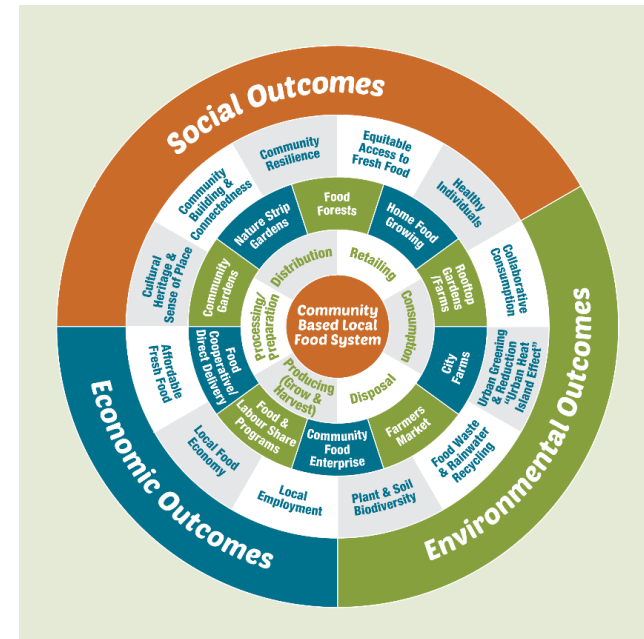 Social Outcomes
Environmental Outcomes
Economic Outcomes
Cultural
Heritage &
Sense of Place
Community
Building &
Connectedness
Community
Resilience
Equitable
Access to
Fresh Food
Healthy
Individuals
Collaborative
Consumption
Urban Greening
& Reduction
"Urban Heat
Island Effect"
Food Waste
& Rainwater
Recycling
Plant & Soil
Biodiversity
Local
Employment
Local Food
Economy
Affordable
Fresh Food
Community
Gardens
Nature Strip
Gardens
Food
Forests
Home Food
Growing
Rooftop
Gardens
/Farms
City
Farms
Farmers
Market
Community
Food
Enterprise
Food &
Labour Share
Programs
Food
Cooperative/
Direct Delivery
Processing/
Preparation
Distribution
Retailing
Consumption
Disposal
Producing
(Grow &
Harvest)
Community
Based Local
Food System